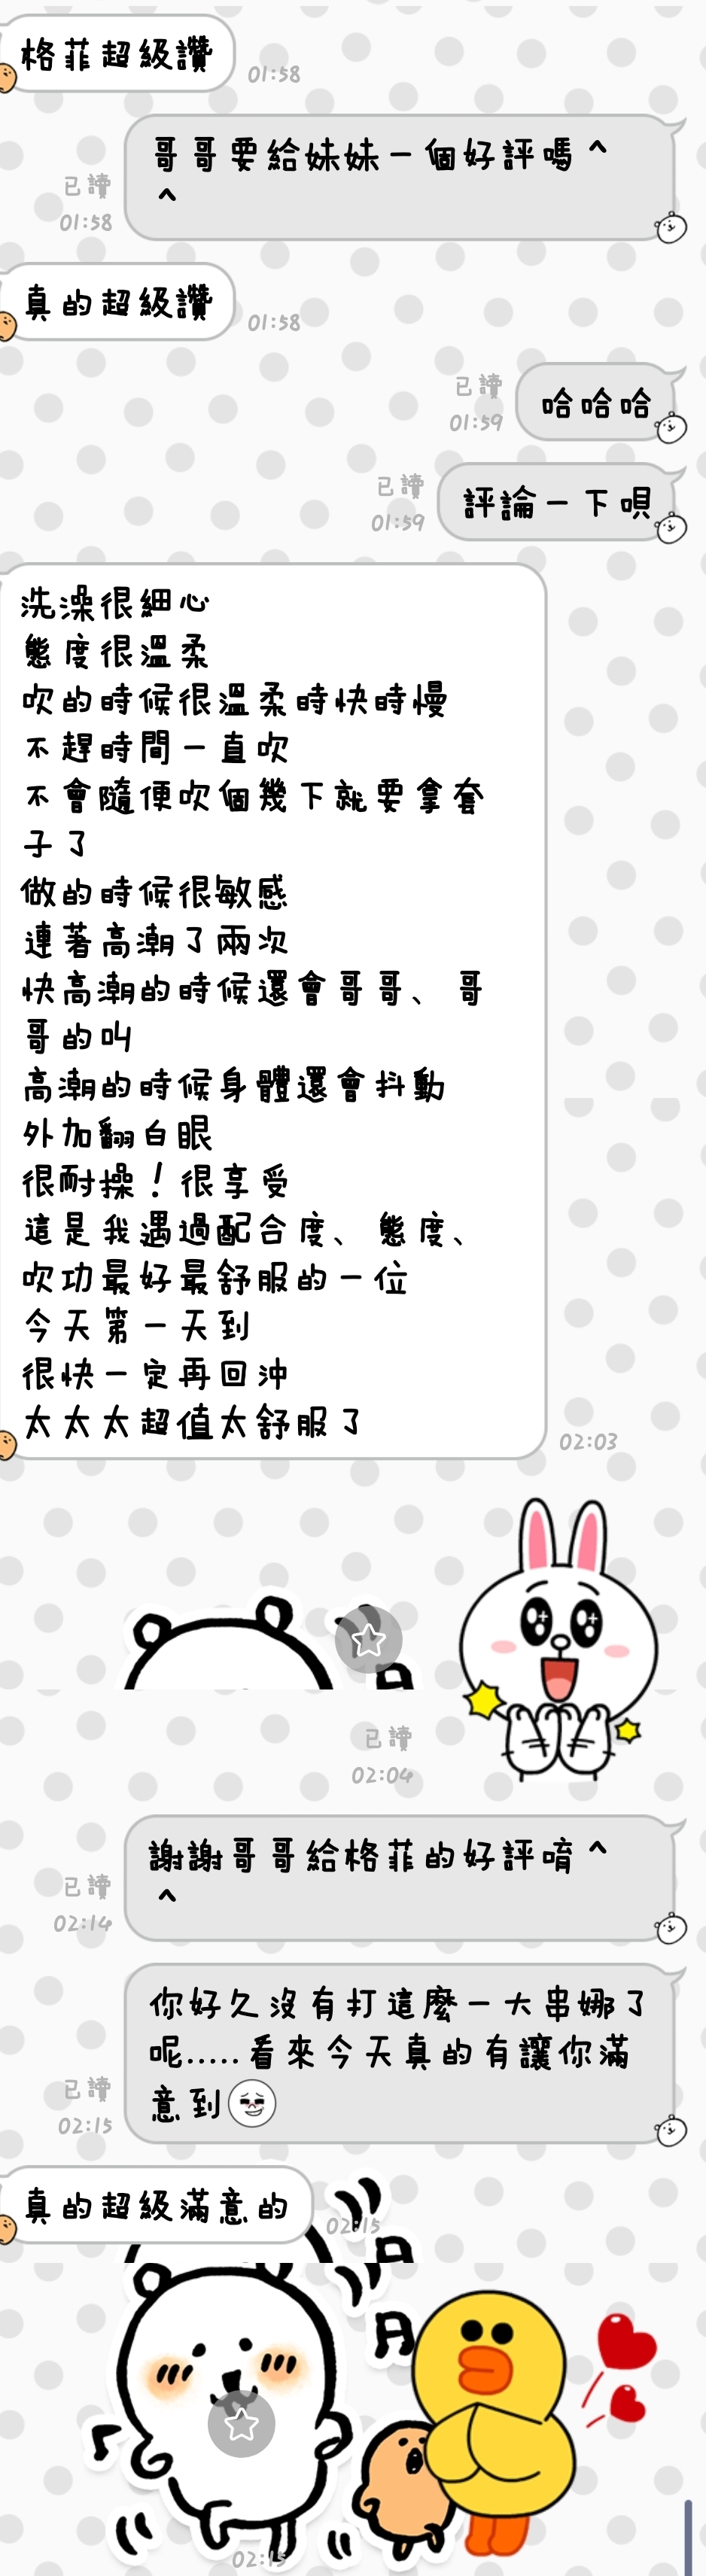 格菲超級讚
01:58
哥哥要給妹妹一個好評嗎^
^
已讀
01:58
真的超級讚
01:58
哈哈哈
已讀
01:59
評論一下唄
已讀
01:59
洗澡很細心
態度很溫柔
吹的時候很溫柔時快時慢
不趕時間一直吹
不會隨便吹個幾下就要拿套
子了
做的時候很敏感
連著高潮了兩次
快高潮的時候還會哥哥、哥
哥的叫
高潮的時候身體還會抖動
外加翻白眼
很耐操！很享受
這是我遇過配合度、態度、
吹功最好最舒服的一位
今天第一天到
很快一定再回沖
太太太超值太舒服了
02:03
已讀
02:04
謝謝哥哥給格菲的好評唷^
^
已讀
02:14
你好久沒有打這麼一大串娜了
呢.....看來今天真的有讓你滿
意到
已讀
02:15
真的超級滿意的
02:15
02:15